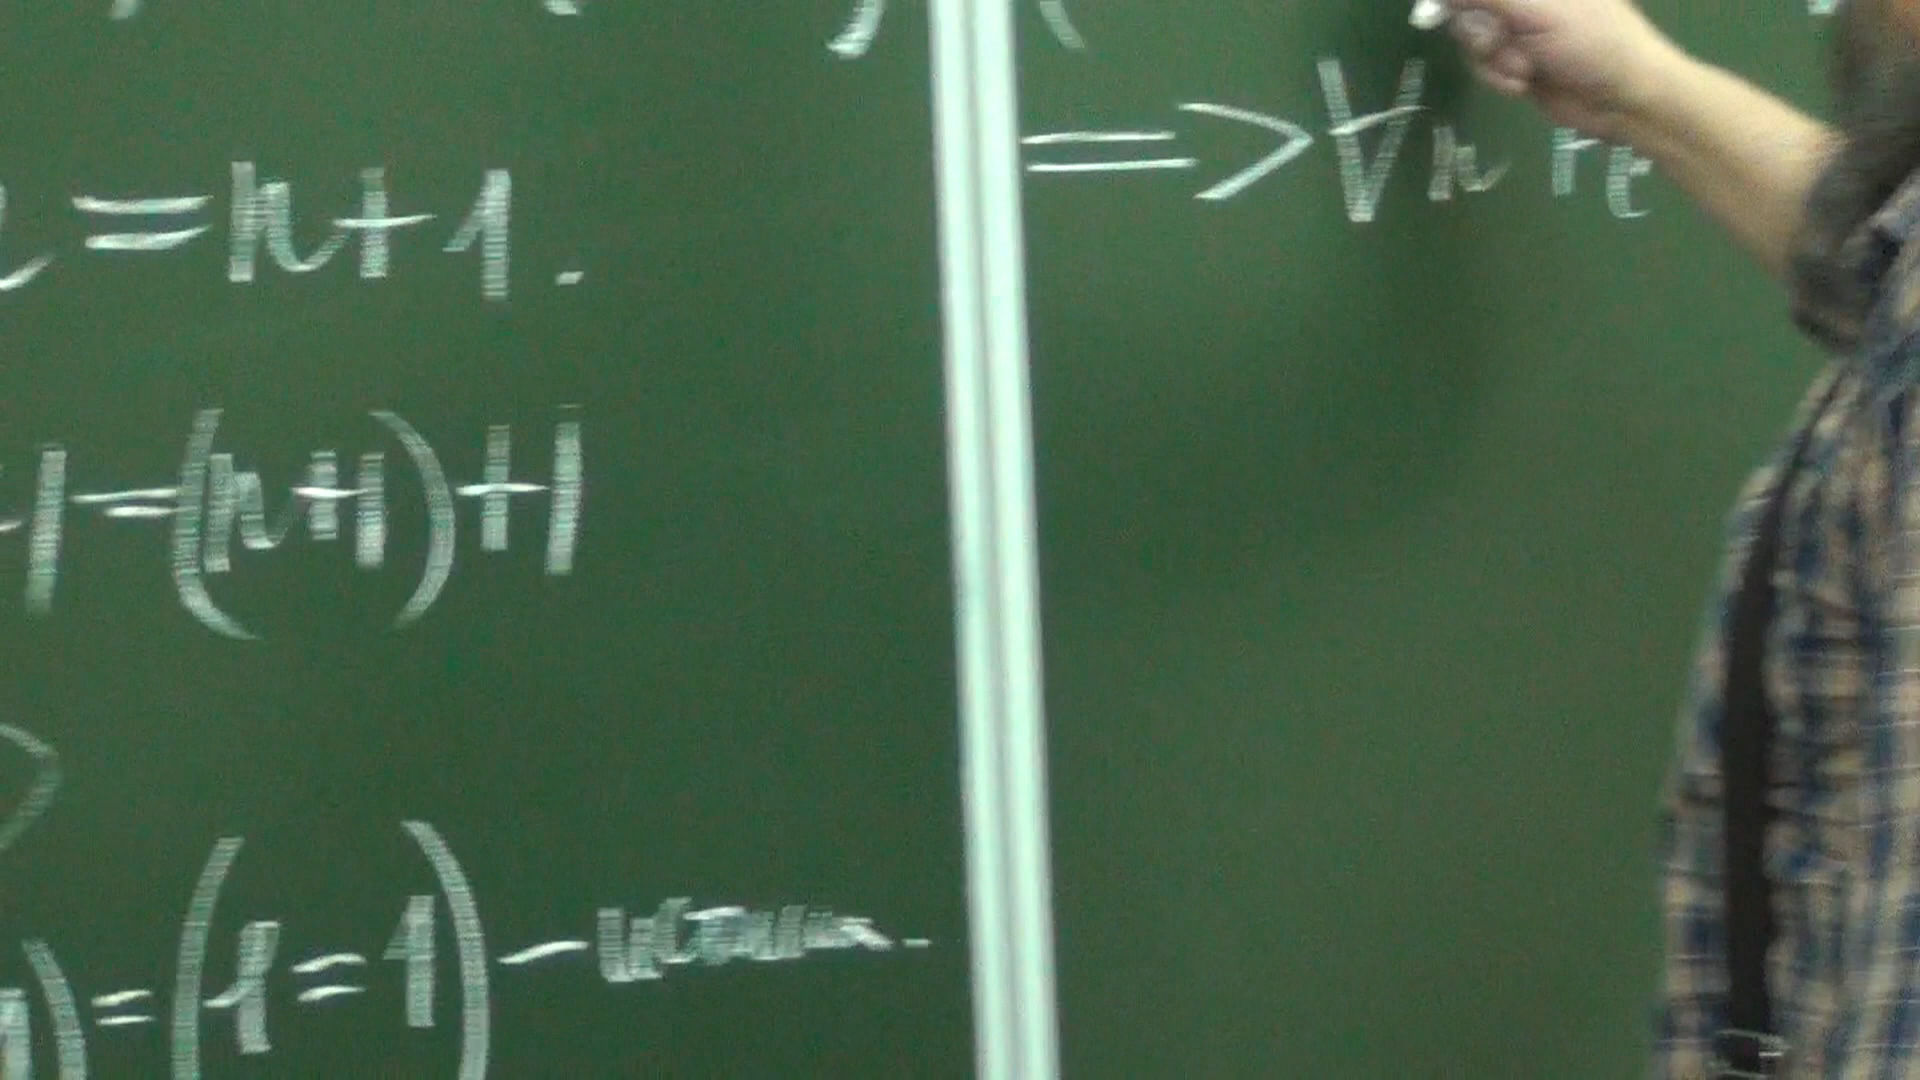 =n+1.
1=(n+1)+1
)=(1=1) – истина.
=> ∀n